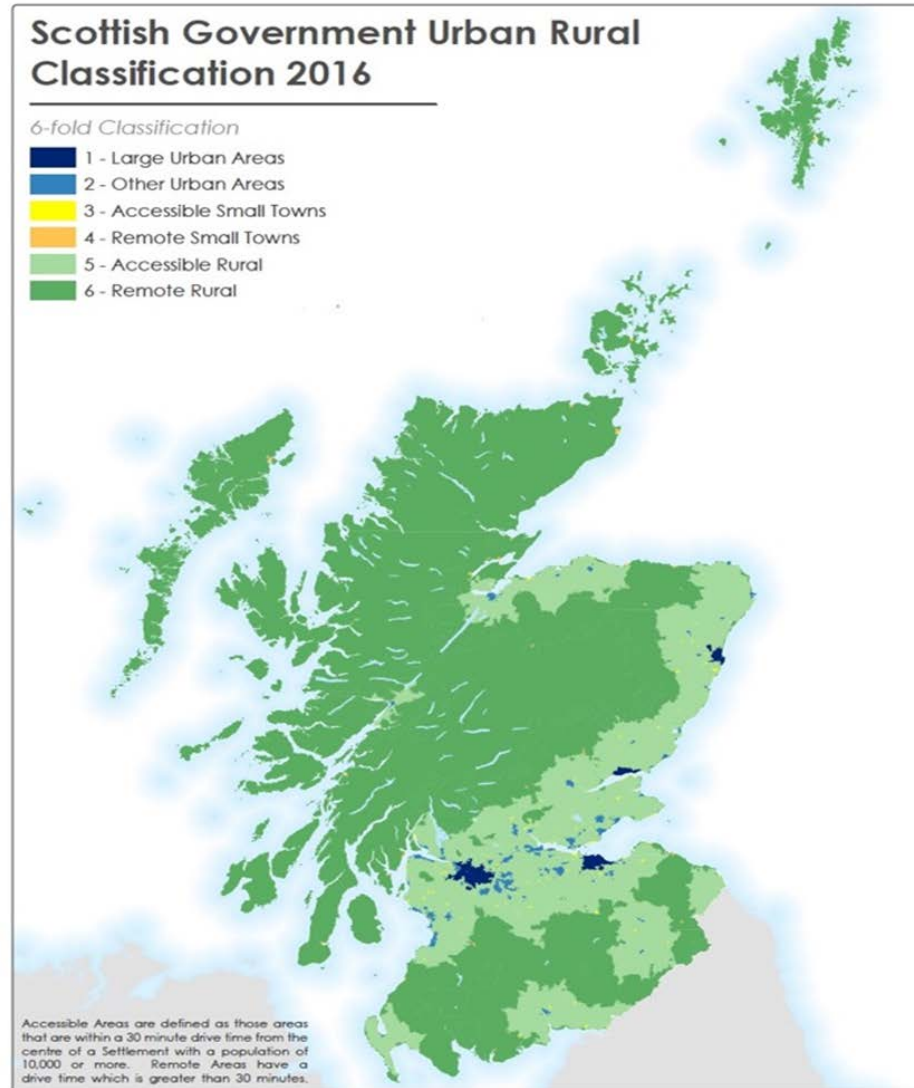 Scottish Government Urban Rural
Classification 2016
6-fold Classification
1 - Large Urban Areas
2 - Other Urban Areas
3 - Accessible Small Towns
4 - Remote Small Towns
5 - Accessible Rural
6 - Remote Rural
Accessible Areas are defined as those areas
that are within a 30 minute drive time from the
centre of a Settlement with a population of
10,000 or more. Remote Areas have a
drive time which is greater than 30 minutes.